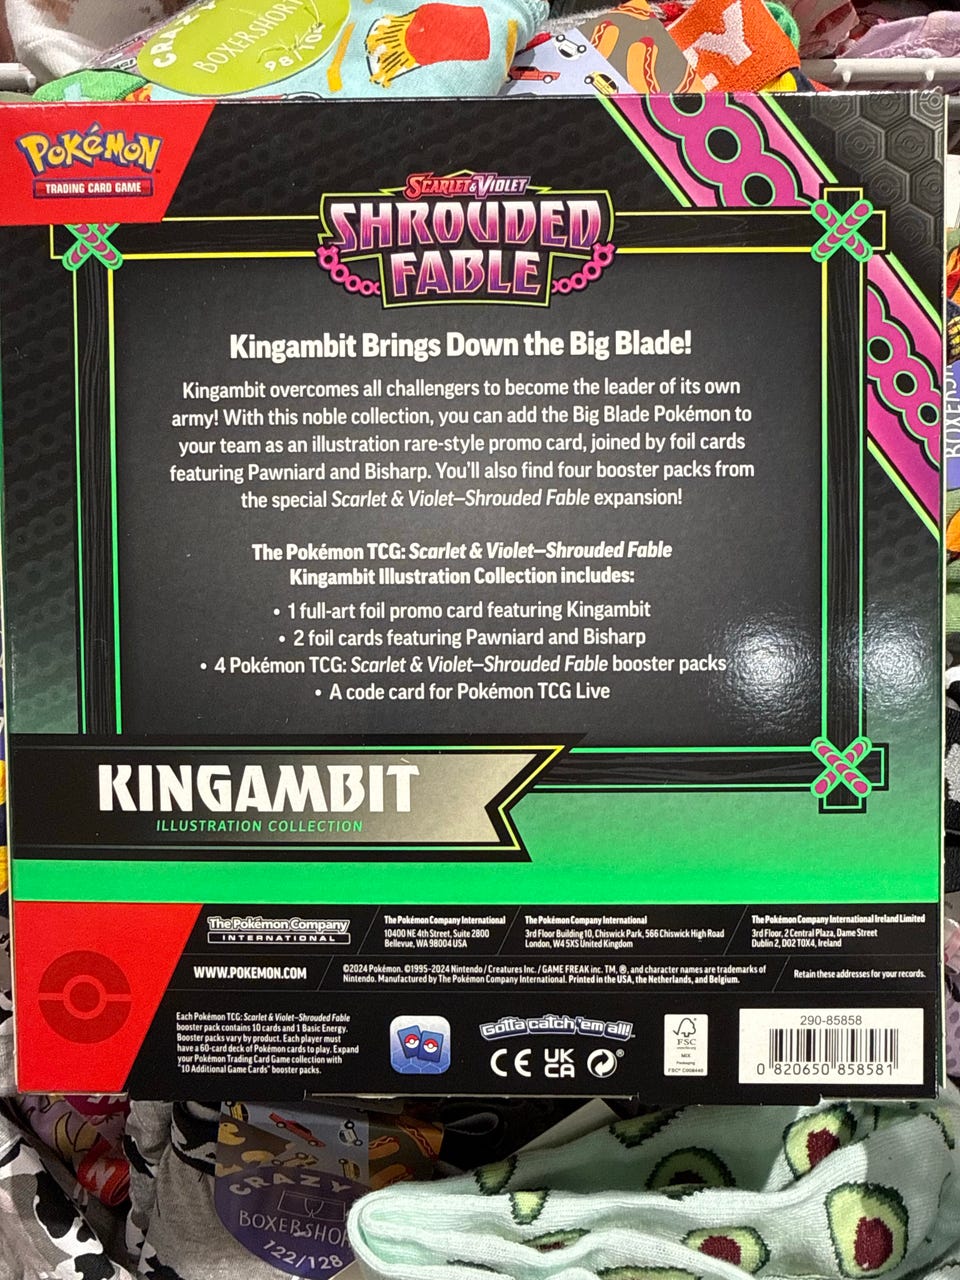 CRAZY
BOXERSHORT
98/104
POKéMON
TRADING CARD GAME
SCARLET & VIOLET
SHROUDED
FABLE
Kingambit Brings Down the Big Blade!
Kingambit overcomes all challengers to become the leader of its own
army! With this noble collection, you can add the Big Blade Pokémon to
your team as an illustration rare-style promo card, joined by foil cards
featuring Pawniard and Bisharp. You'll also find four booster packs from
the special Scarlet & Violet—Shrouded Fable expansion!
The Pokémon TCG: Scarlet & Violet—Shrouded Fable
Kingambit Illustration Collection includes:
• 1 full-art foil promo card featuring Kingambit
• 2 foil cards featuring Pawniard and Bisharp
• 4 Pokémon TCG: Scarlet & Violet—Shrouded Fable booster packs
• A code card for Pokémon TCG Live
KINGAMBIT
ILLUSTRATION COLLECTION
The Pokémon Company
INTERNATIONAL
The Pokémon Company International
10400 NE 4th Street, Suite 2800
Bellevue, WA 98004 USA
The Pokémon Company International
3rd Floor Building 10, Chiswick Park, 566 Chiswick High Road
London, W4 5XS United Kingdom
The Pokémon Company International Ireland Limited
3rd Floor, 2 Central Plaza, Dame Street
Dublin 2, D02 T0X4, Ireland
WWW.POKEMON.COM
©2024 Pokémon. ©1995-2024 Nintendo / Creatures Inc. / GAME FREAK inc. TM, ®, and character names are trademarks of
Nintendo. Manufactured by The Pokémon Company International. Printed in the USA, the Netherlands, and Belgium.
Retain these addresses for your records.
Each Pokémon TCG: Scarlet & Violet—Shrouded Fable
booster pack contains 10 cards and 1 Basic Energy.
Booster packs vary by product. Each player must
have a 60-card deck of Pokémon cards to play. Expand
your Pokémon Trading Card Game collection with
"10 Additional Game Cards" booster packs.
Gotta catch 'em all!
CE UK
CA
FSC
MIX
Packaging
FSC® C008440
290-85858
0 820650 858581
CRAZY
BOXERSHOR
122/128